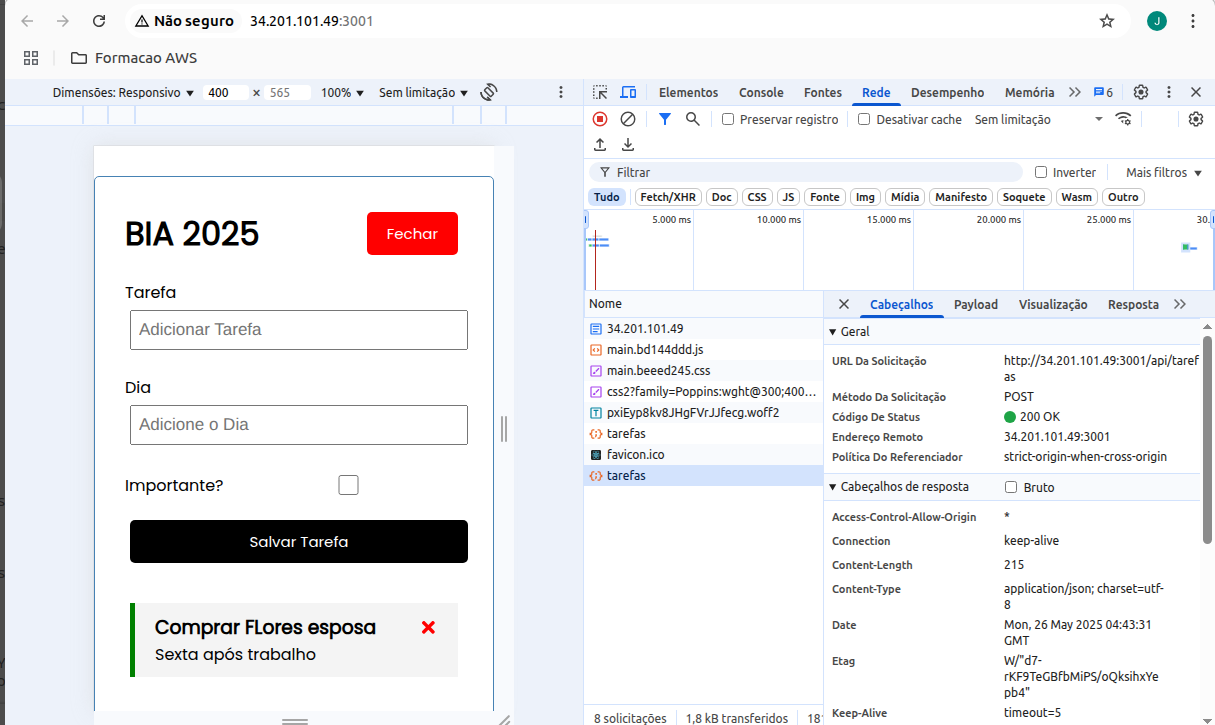 Não seguro 34.201.101.49:3001 J
Formacao AWS
Dimensões: Responsivo 400 × 565 100% Sem limitação
Elementos Console Fontes Rede Desempenho Memória 6
Preservar registro Desativar cache Sem limitação
Filtrar Inverter Mais filtros
Tudo Fetch/XHR Doc CSS JS Fonte Img Mídia Manifesto Soquete Wasm Outro
5.000 ms 10.000 ms 15.000 ms 20.000 ms 25.000 ms 30.
BIA 2025
Fechar
Tarefa
Adicionar Tarefa
Dia
Adicione o Dia
Importante?
Salvar Tarefa
Comprar FLores esposa
Sexta após trabalho
Nome
34.201.101.49
main.bd144ddd.js
main.beeed245.css
css2?family=Poppins:wght@300;400...
pxiEyp8kv8JHgFVrJJfecg.woff2
tarefas
favicon.ico
tarefas
8 solicitações 1,8 kB transferidos 181
Cabeçalhos Payload Visualização Resposta
Geral
URL Da Solicitação http://34.201.101.49:3001/api/taref
as
Método Da Solicitação POST
Código De Status 200 OK
Endereço Remoto 34.201.101.49:3001
Política Do Referenciador strict-origin-when-cross-origin
Cabeçalhos de resposta Bruto
Access-Control-Allow-Origin *
Connection keep-alive
Content-Length 215
Content-Type application/json; charset=utf-
8
Date Mon, 26 May 2025 04:43:31
GMT
Etag W/"d7-
rKF9TeGBfbMiPS/oQksihxYe
pb4"
Keep-Alive timeout=5